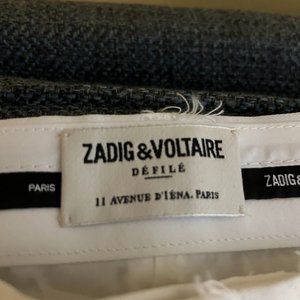 ZADIG&VOLTAIRE
DÉFILÉ
11 AVENUE D'IÉNA. PARIS
PARIS
ZADIG&